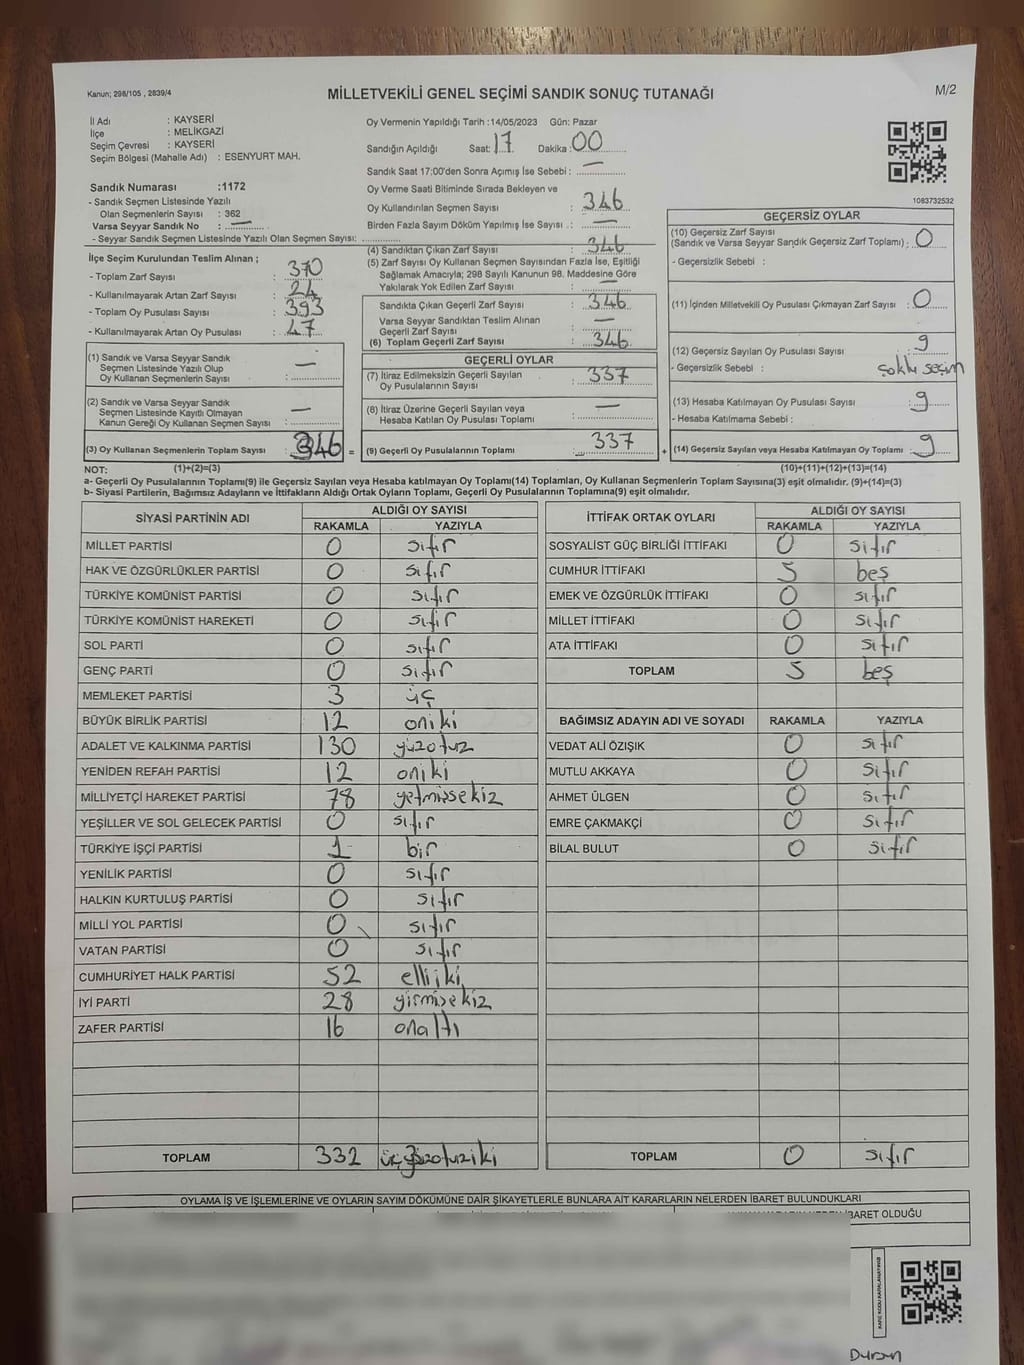 Kanun; 298/105 , 2839/4
MİLLETVEKİLİ GENEL SEÇİMİ SANDIK SONUÇ TUTANAĞI
M/2
İl Adı : KAYSERİ
İlçe : MELİKGAZİ
Seçim Çevresi : KAYSERİ
Seçim Bölgesi (Mahalle Adı) : ESENYURT MAH.
Sandık Numarası :1172
- Sandık Seçmen Listesinde Yazılı
Olan Seçmenlerin Sayısı : 362
Varsa Seyyar Sandık No : —
- Seyyar Sandık Seçmen Listesinde Yazılı Olan Seçmen Sayısı:
İlçe Seçim Kurulundan Teslim Alınan ;
- Toplam Zarf Sayısı : 370
- Kullanılmayarak Artan Zarf Sayısı : 24
- Toplam Oy Pusulası Sayısı : 393
- Kullanılmayarak Artan Oy Pusulası : 47
(1) Sandık ve Varsa Seyyar Sandık
Seçmen Listesinde Yazılı Olup
Oy Kullanan Seçmenlerin Sayısı : —
(2) Sandık ve Varsa Seyyar Sandık
Seçmen Listesinde Kayıtlı Olmayan
Kanun Gereği Oy Kullanan Seçmen Sayısı : —
(3) Oy Kullanan Seçmenlerin Toplam Sayısı : 346 =
Oy Vermenin Yapıldığı Tarih :14/05/2023 Gün: Pazar
Sandığın Açıldığı Saat: 17 Dakika : 00
Sandık Saat 17:00'den Sonra Açımış İse Sebebi : —
Oy Verme Saati Bitiminde Sırada Bekleyen ve
Oy Kullandırılan Seçmen Sayısı : 346
Birden Fazla Sayım Döküm Yapılmış İse Sayısı : —
(4) Sandıktan Çıkan Zarf Sayısı : 346
(5) Zarf Sayısı Oy Kullanan Seçmen Sayısından Fazla İse, Eşitliği
Sağlamak Amacıyla; 298 Sayılı Kanunun 98. Maddesine Göre
Yakılarak Yok Edilen Zarf Sayısı : —
Sandıkta Çıkan Geçerli Zarf Sayısı : 346
Varsa Seyyar Sandıktan Teslim Alınan
Geçerli Zarf Sayısı : —
(6) Toplam Geçerli Zarf Sayısı : 346
GEÇERLİ OYLAR
(7) İtiraz Edilmeksizin Geçerli Sayılan
Oy Pusulalarının Sayısı : 337
(8) İtiraz Üzerine Geçerli Sayılan veya
Hesaba Katılan Oy Pusulası Toplamı : —
(9) Geçerli Oy Pusulalarının Toplamı : 337 +
1083732532
GEÇERSİZ OYLAR
(10) Geçersiz Zarf Sayısı
(Sandık ve Varsa Seyyar Sandık Geçersiz Zarf Toplamı) : 0
- Geçersizlik Sebebi :
(11) İçinden Milletvekili Oy Pusulası Çıkmayan Zarf Sayısı : 0
(12) Geçersiz Sayılan Oy Pusulası Sayısı : 9
- Geçersizlik Sebebi : çoklu seçim
(13) Hesaba Katılmayan Oy Pusulası Sayısı : 9
- Hesaba Katılmama Sebebi :
(14) Geçersiz Sayılan veya Hesaba Katılmayan Oy Toplamı : 9
NOT: (1)+(2)=(3) (10)+(11)+(12)+(13)=(14)
a- Geçerli Oy Pusulalarının Toplamı(9) ile Geçersiz Sayılan veya Hesaba Katılmayan Oy Toplamı(14) Toplamları, Oy Kullanan Seçmenlerin Toplam Sayısına(3) eşit olmalıdır. (9)+(14)=(3)
b- Siyasi Partilerin, Bağımsız Adayların ve İttifakların Aldığı Ortak Oyların Toplamı, Geçerli Oy Pusulalarının Toplamına(9) eşit olmalıdır.
SİYASİ PARTİNİN ADI ALDIĞI OY SAYISI
RAKAMLA YAZIYLA
MİLLET PARTİSİ 0 sıfır
HAK VE ÖZGÜRLÜKLER PARTİSİ 0 sıfır
TÜRKİYE KOMÜNİST PARTİSİ 0 sıfır
TÜRKİYE KOMÜNİST HAREKETİ 0 sıfır
SOL PARTİ 0 sıfır
GENÇ PARTİ 0 sıfır
MEMLEKET PARTİSİ 3 üç
BÜYÜK BİRLİK PARTİSİ 12 oniki
ADALET VE KALKINMA PARTİSİ 130 yüzotuz
YENİDEN REFAH PARTİSİ 12 oniki
MİLLİYETÇİ HAREKET PARTİSİ 78 yetmişsekiz
YEŞİLLER VE SOL GELECEK PARTİSİ 0 sıfır
TÜRKİYE İŞÇİ PARTİSİ 1 bir
YENİLİK PARTİSİ 0 sıfır
HALKIN KURTULUŞ PARTİSİ 0 sıfır
MİLLİ YOL PARTİSİ 0 sıfır
VATAN PARTİSİ 0 sıfır
CUMHURİYET HALK PARTİSİ 52 elliiki
İYİ PARTİ 28 yirmisekiz
ZAFER PARTİSİ 16 onaltı
TOPLAM 332 üçyüzotuziki
İTTİFAK ORTAK OYLARI ALDIĞI OY SAYISI
RAKAMLA YAZIYLA
SOSYALİST GÜÇ BİRLİĞİ İTTİFAKI 0 sıfır
CUMHUR İTTİFAKI 5 beş
EMEK VE ÖZGÜRLÜK İTTİFAKI 0 sıfır
MİLLET İTTİFAKI 0 sıfır
ATA İTTİFAKI 0 sıfır
TOPLAM 5 beş
BAĞIMSIZ ADAYIN ADI VE SOYADI RAKAMLA YAZIYLA
VEDAT ALİ ÖZIŞIK 0 sıfır
MUTLU AKKAYA 0 sıfır
AHMET ÜLGEN 0 sıfır
EMRE ÇAKMAKÇİ 0 sıfır
BİLAL BULUT 0 sıfır
TOPLAM 0 sıfır
OYLAMA İŞ VE İŞLEMLERİNE VE OYLARIN SAYIM DÖKÜMÜNE DAİR ŞİKAYETLERLE BUNLARA AİT KARARLARIN NELERDEN İBARET BULUNDUKLARI
İBARET OLDUĞU
Dursun